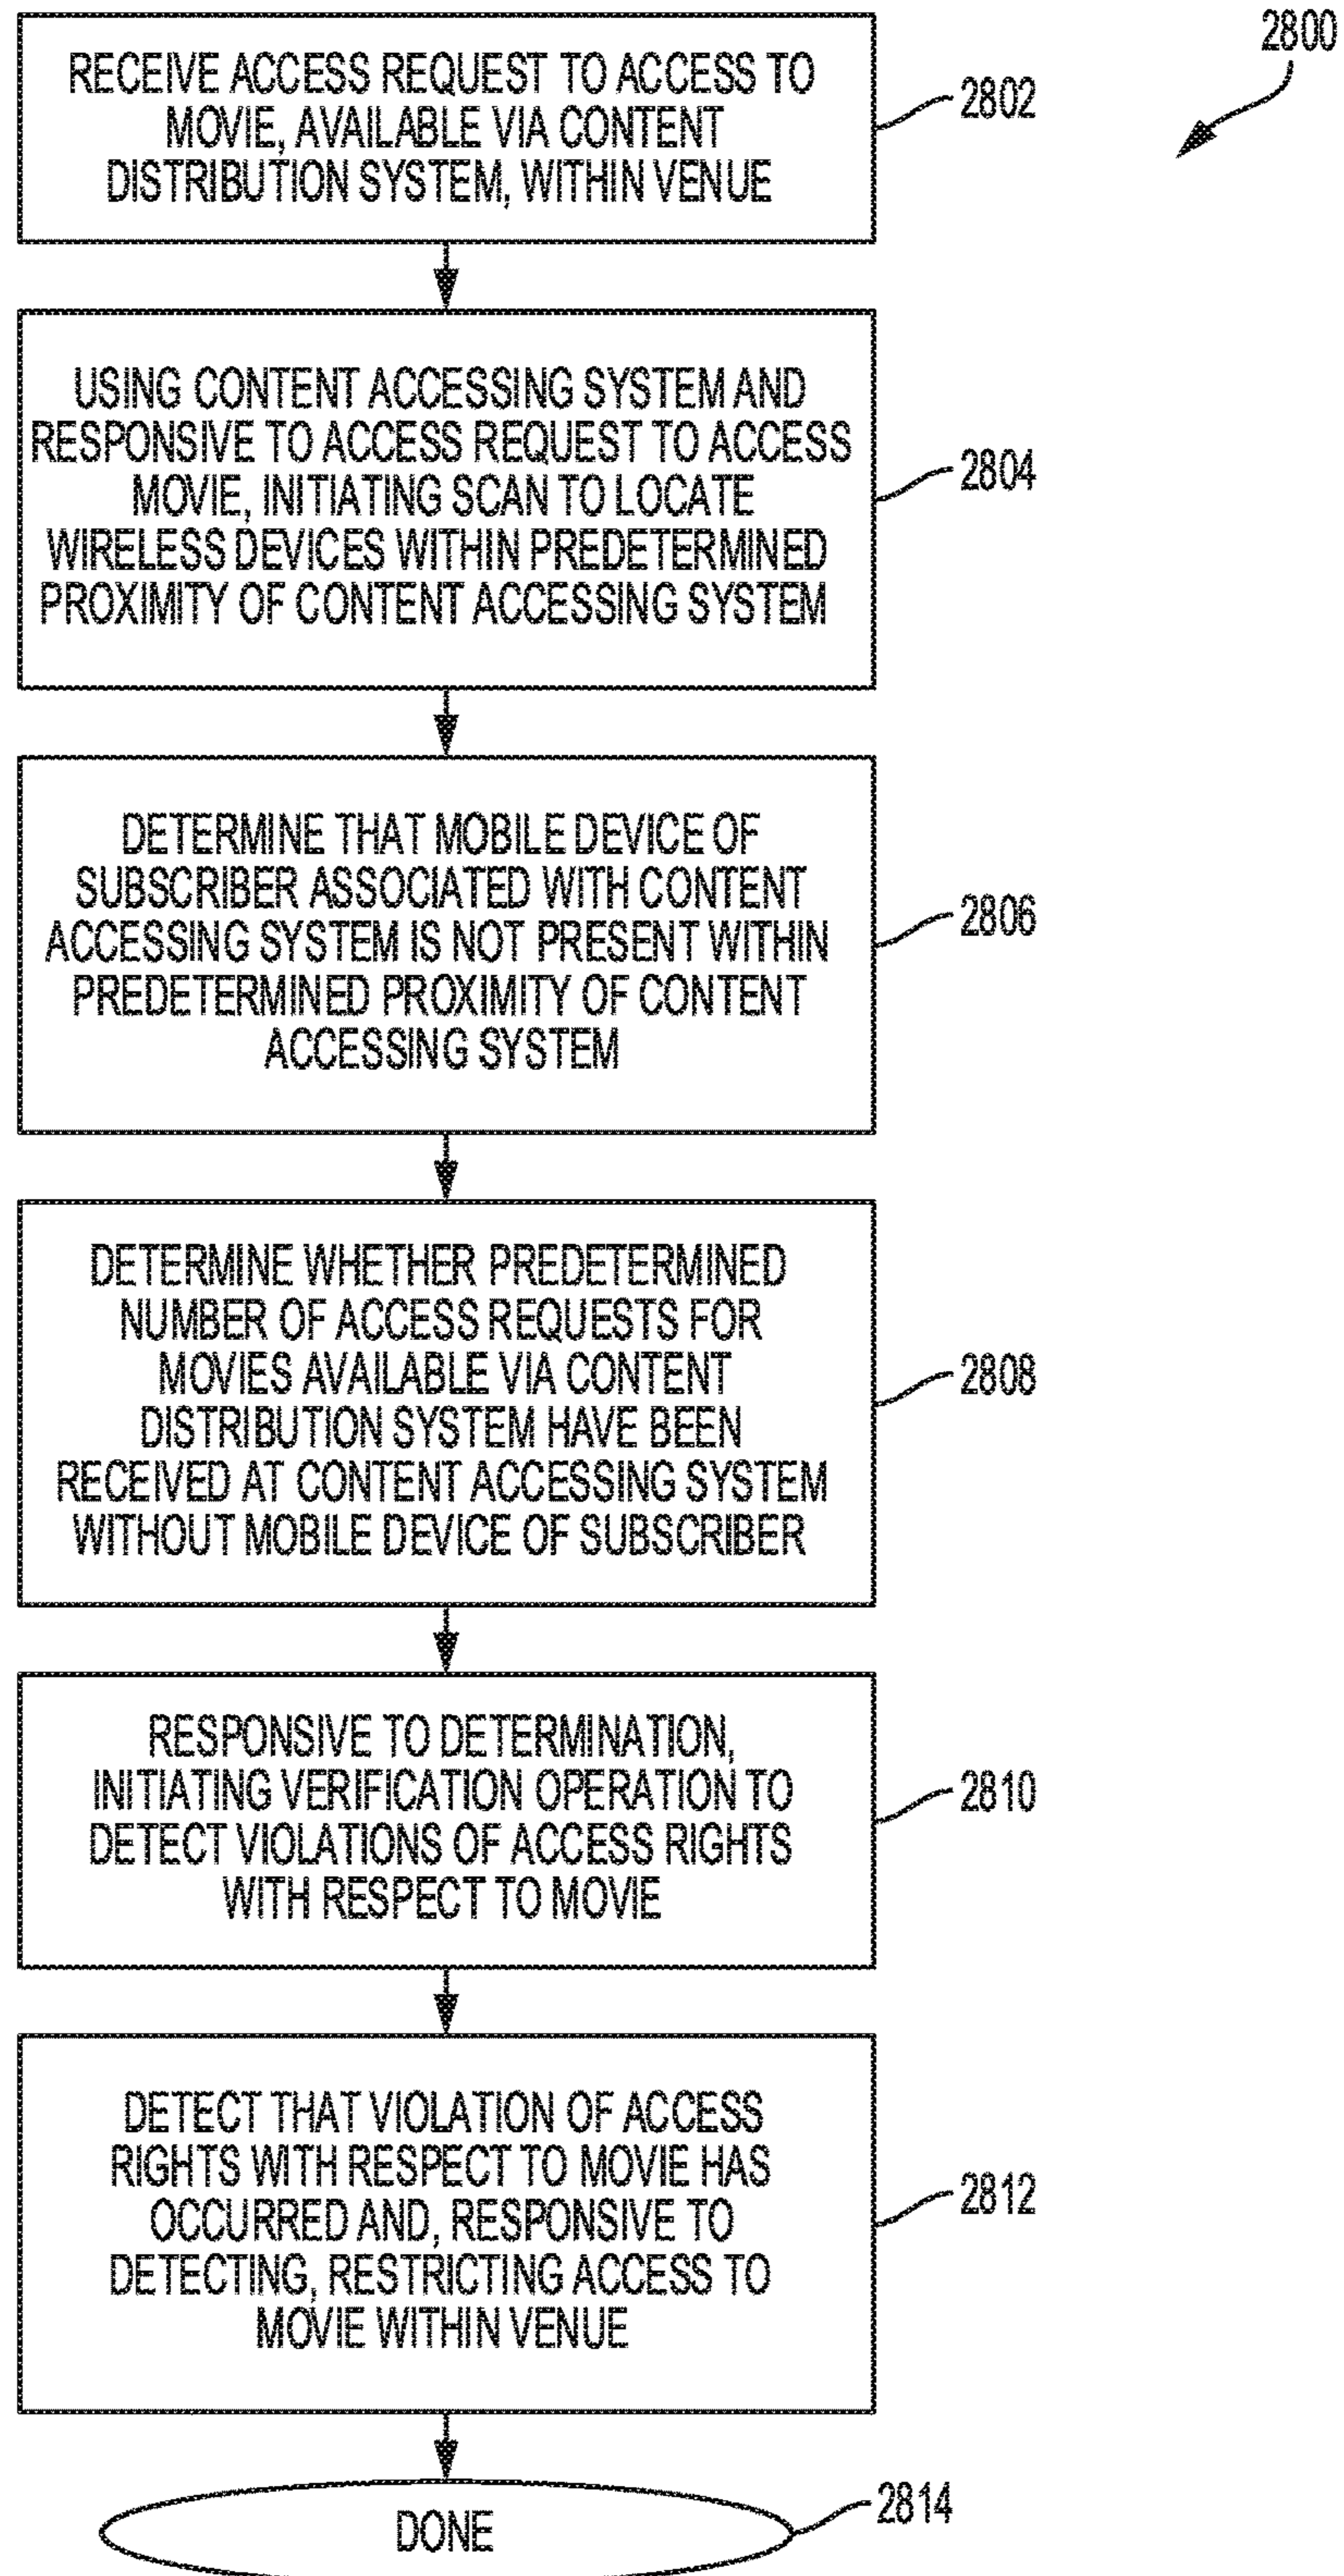 2800
RECEIVE ACCESS REQUEST TO ACCESS TO
MOVIE, AVAILABLE VIA CONTENT
DISTRIBUTION SYSTEM, WITHIN VENUE
2802
USING CONTENT ACCESSING SYSTEM AND
RESPONSIVE TO ACCESS REQUEST TO ACCESS
MOVIE, INITIATING SCAN TO LOCATE
WIRELESS DEVICES WITHIN PREDETERMINED
PROXIMITY OF CONTENT ACCESSING SYSTEM
2804
DETERMINE THAT MOBILE DEVICE OF
SUBSCRIBER ASSOCIATED WITH CONTENT
ACCESSING SYSTEM IS NOT PRESENT WITHIN
PREDETERMINED PROXIMITY OF CONTENT
ACCESSING SYSTEM
2806
DETERMINE WHETHER PREDETERMINED
NUMBER OF ACCESS REQUESTS FOR
MOVIES AVAILABLE VIA CONTENT
DISTRIBUTION SYSTEM HAVE BEEN
RECEIVED AT CONTENT ACCESSING SYSTEM
WITHOUT MOBILE DEVICE OF SUBSCRIBER
2808
RESPONSIVE TO DETERMINATION,
INITIATING VERIFICATION OPERATION TO
DETECT VIOLATIONS OF ACCESS RIGHTS
WITH RESPECT TO MOVIE
2810
DETECT THAT VIOLATION OF ACCESS
RIGHTS WITH RESPECT TO MOVIE HAS
OCCURRED AND, RESPONSIVE TO
DETECTING, RESTRICTING ACCESS TO
MOVIE WITHIN VENUE
2812
DONE
2814